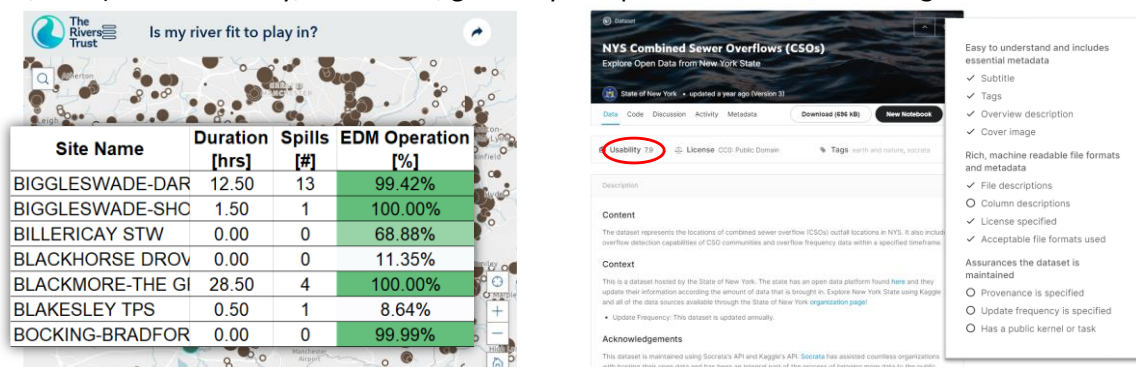 The
Rivers
Trust
Is my river fit to play in?
Site Name
Duration [hrs]
Spills [#]
EDM Operation [%]
BIGGLESWADE-DAR 12.50 13 99.42%
BIGGLESWADE-SHO 1.50 1 100.00%
BILLERICAY STW 0.00 0 68.88%
BLACKHORSE DROV 0.00 0 11.35%
BLACKMORE-THE GI 28.50 4 100.00%
BLAKESLEY TPS 0.50 1 8.64%
BOCKING-BRADFOR 0.00 0 99.99%
Manchester
Airport
Dataset
NYS Combined Sewer Overflows (CSOs)
Explore Open Data from New York State
State of New York • updated a year ago (Version 3)
Data Code Discussion Activity Metadata Download (696 kB) New Notebook
Usability 7.9 License CC0: Public Domain Tags earth and nature, socrata
Description
Content
The dataset represents the locations of combined sewer overflow (CSOs) outfall locations in NYS. It also include
overflow detection capabilities of CSO communities and overflow frequency data within a specified timeframe.
Context
This is a dataset hosted by the State of New York. The state has an open data platform found here and they
update their information according the amount of data that is brought in. Explore New York State using Kaggle
and all of the data sources available through the State of New York organization page!
• Update Frequency: This dataset is updated annually.
Acknowledgements
This dataset is maintained using Socrata's API and Kaggle's API. Socrata has assisted countless organizations
Easy to understand and includes
essential metadata
✓ Subtitle
✓ Tags
✓ Overview description
✓ Cover image
Rich, machine readable file formats
and metadata
✓ File descriptions
O Column descriptions
✓ License specified
✓ Acceptable file formats used
Assurances the dataset is
maintained
O Provenance is specified
O Update frequency is specified
O Has a public kernel or task